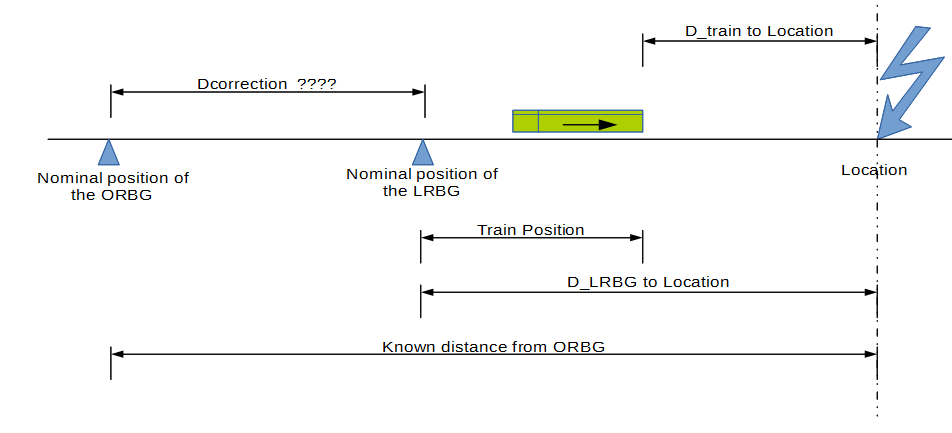 D_train to Location
Dcorrection  ????
Nominal position of
the ORBG
Nominal position of
the LRBG
Location
Train Position
D_LRBG to Location
Known distance from ORBG